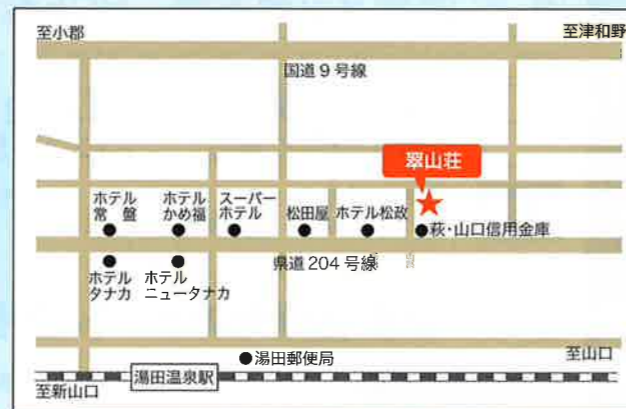 至小郡
至津和野
国道9号線
翠山荘
ホテル
常　盤
ホテル
かめ福
スーパー
ホテル
松田屋
ホテル松政
萩・山口信用金庫
県道204号線
ホテル
タナカ
ホテル
ニュータナカ
湯田郵便局
至山口
湯田温泉駅
至新山口